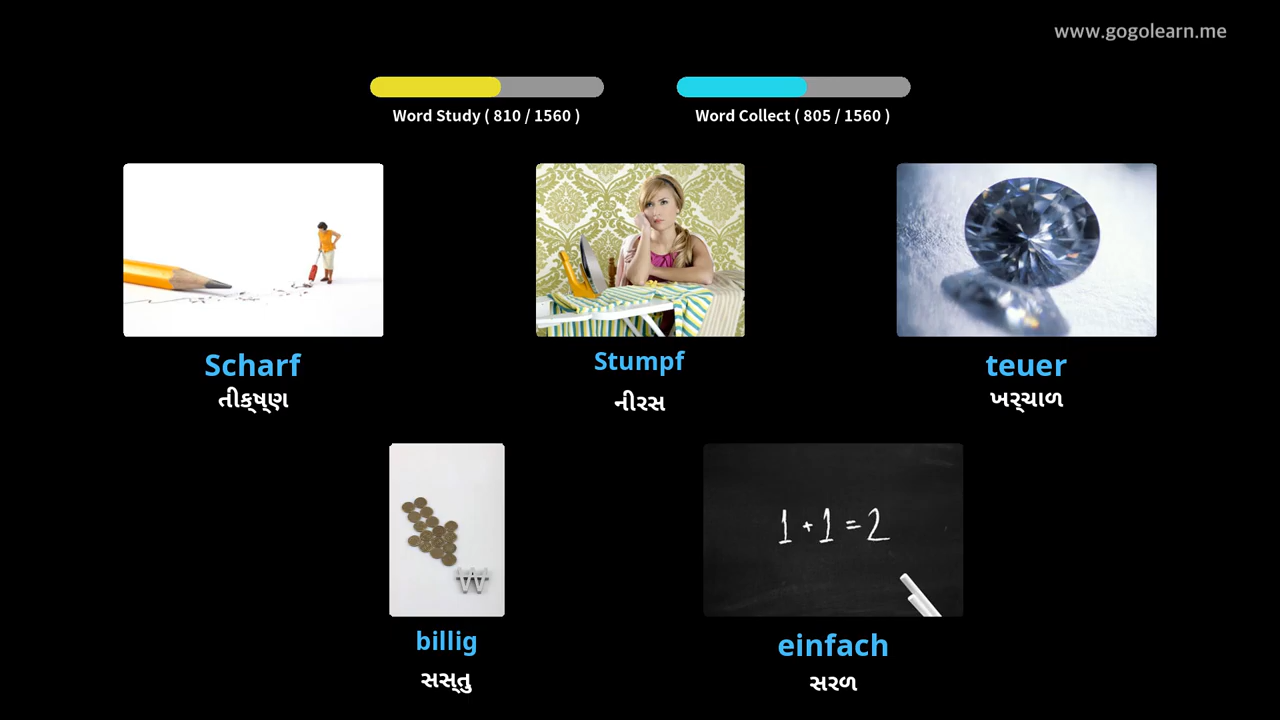 www.gogolearn.me
Word Study ( 810 / 1560 )
Word Collect ( 805 / 1560 )
Scharf
તીક્ષ્ણ
Stumpf
નીરસ
teuer
ખર્ચાળ
₩
billig
સસ્તુ
1 + 1 = 2
einfach
સરળ